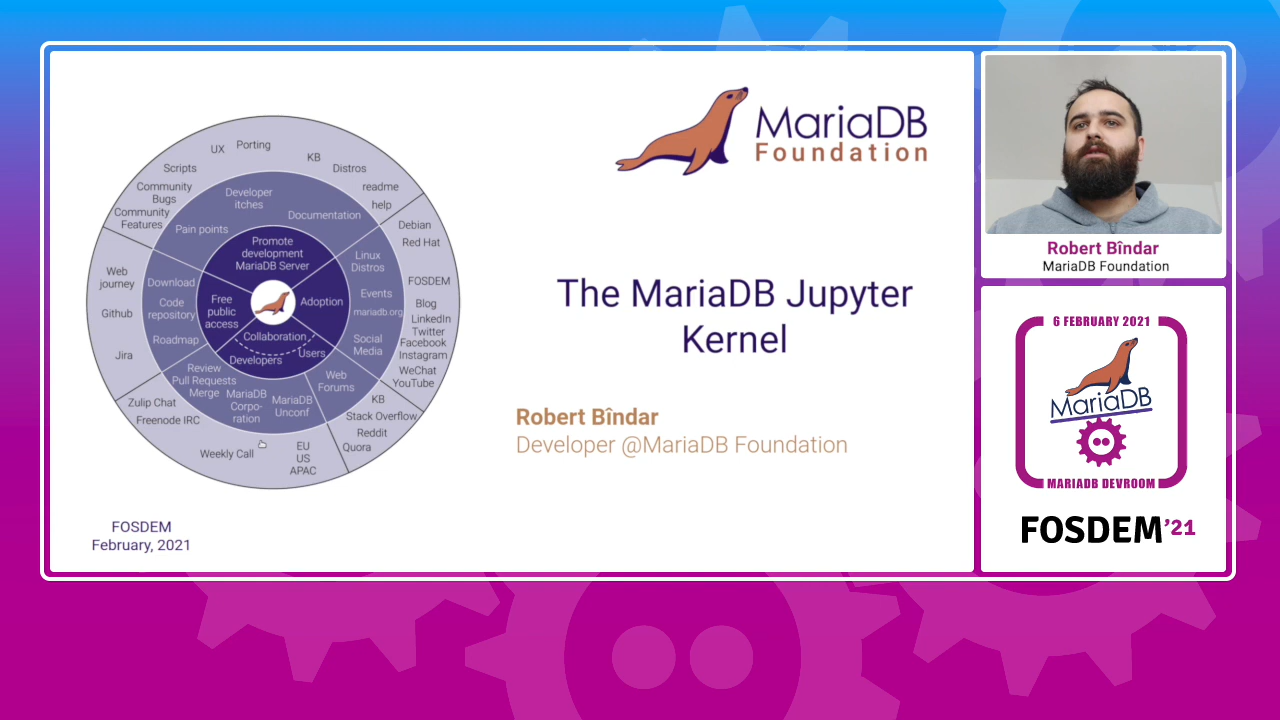 UX
Porting
KB
Scripts
Distros
Community
Bugs
readme
Community
Features
help
Developer
itches
Documentation
Pain points
Debian
Red Hat
Promote
development
MariaDB Server
Linux
Distros
Web
journey
Download
FOSDEM
Free
public
access
Adoption
Events
Code
repository
Blog
mariadb.org
Github
LinkedIn
Twitter
Facebook
Instagram
Collaboration
Roadmap
Social
Media
Jira
Developers
Users
WeChat
YouTube
Review
Pull Requests
Merge
Web
Forums
MariaDB
Corpo-
ration
MariaDB
Unconf
KB
Zulip Chat
Stack Overflow
Freenode IRC
Reddit
Quora
Weekly Call
EU
US
APAC
FOSDEM
February, 2021
MariaDB
Foundation
The MariaDB Jupyter
Kernel
Robert Bîndar
Developer @MariaDB Foundation
Robert Bîndar
MariaDB Foundation
6 FEBRUARY 2021
MariaDB
MARIADB DEVROOM
FOSDEM’21